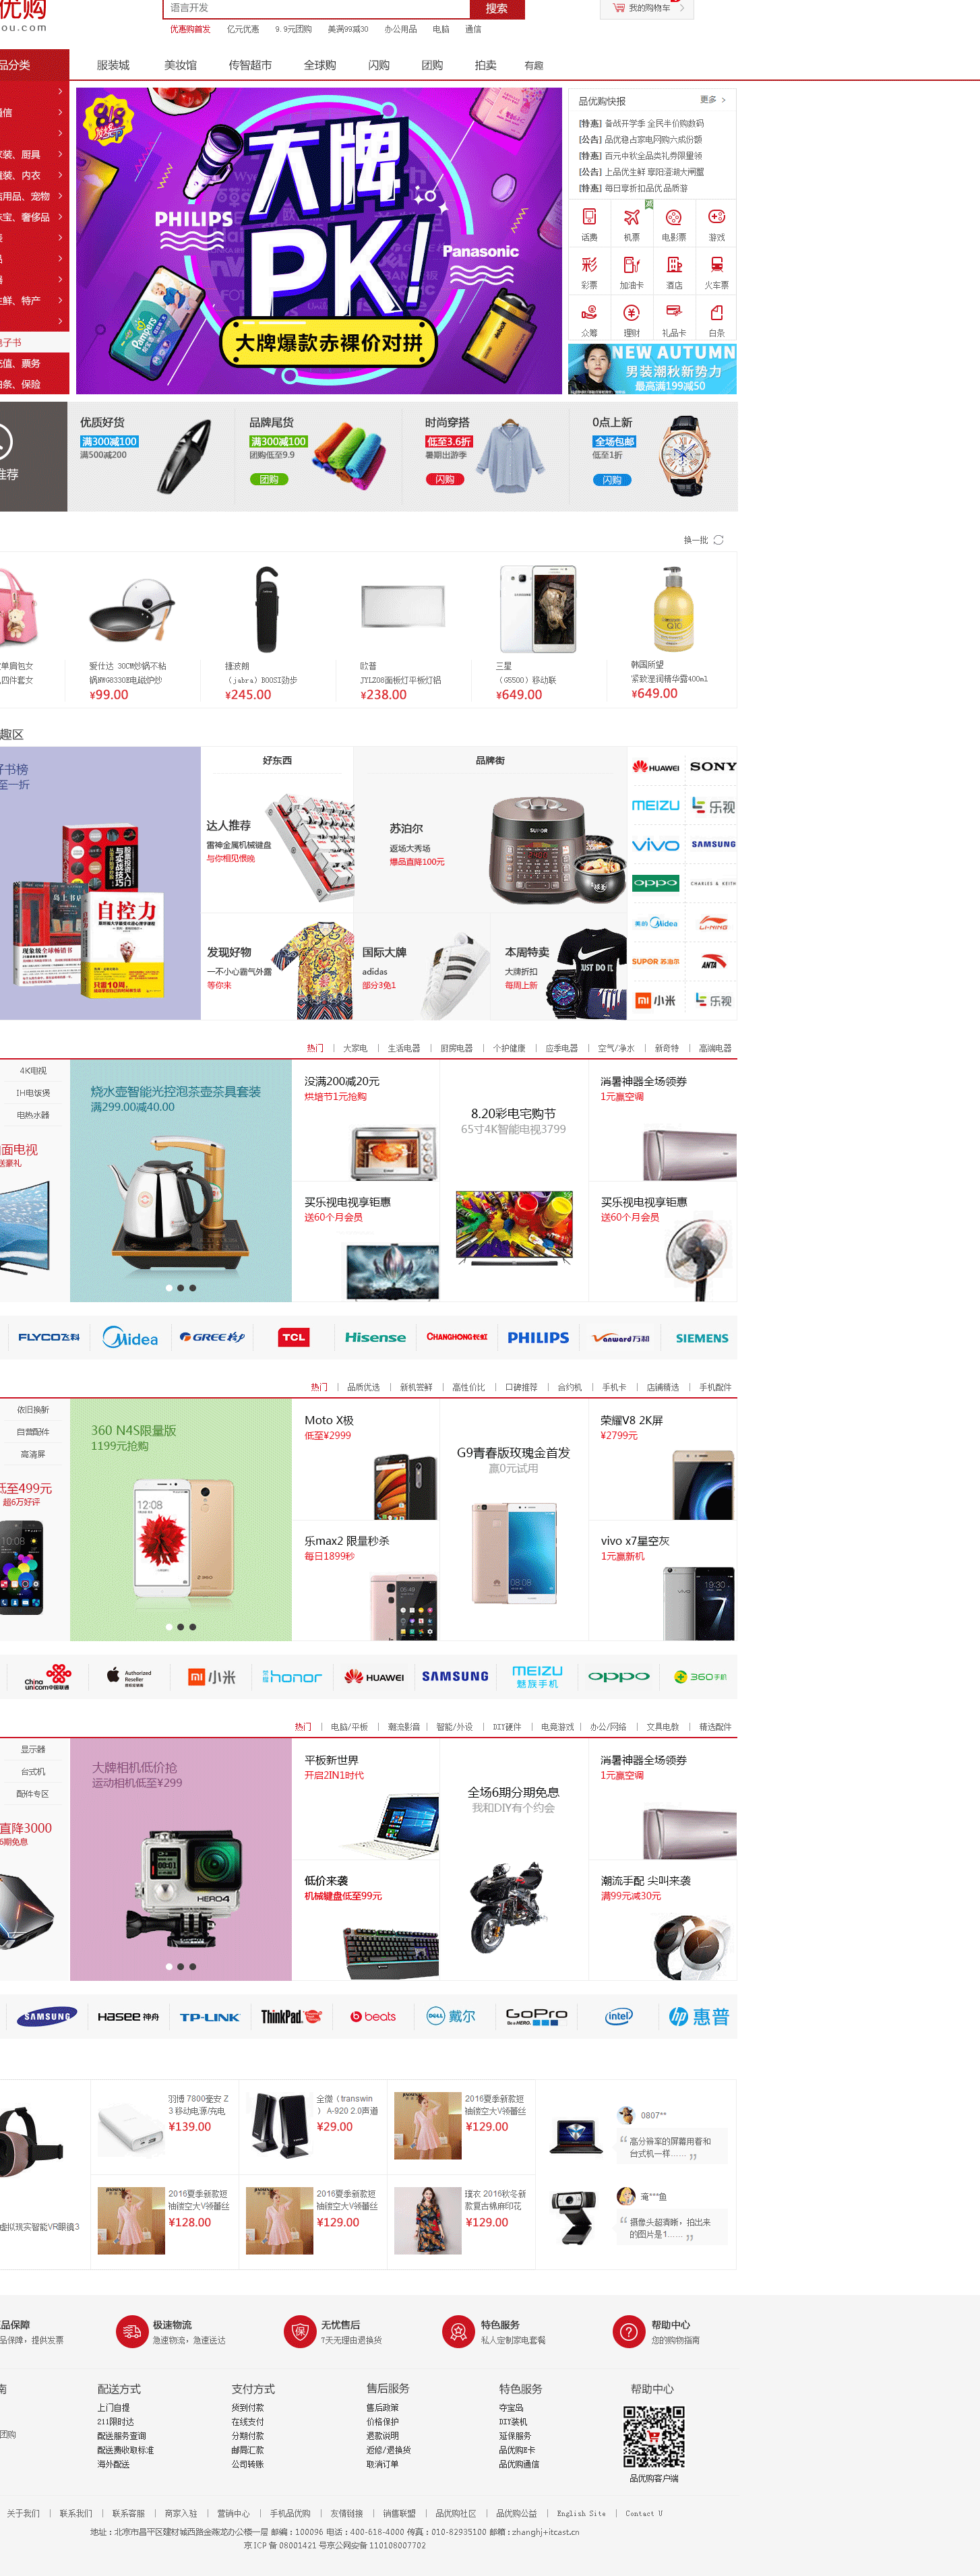 优购
ou.com
语言开发
搜索
我的购物车
优惠购首发 亿元优惠 9.9元团购 美满99减30 办公用品 电脑 通信
品分类
服装城 美妆馆 传智超市 全球购 闪购 团购 拍卖 有趣
大牌
PK!
PHILIPS
Panasonic
Pampers
大牌爆款赤裸价对拼
装、厨具
装、内衣
用品、宠物
宝、奢侈品
生鲜、特产
子书
充值、票务
白条、保险
品优购快报 更多
[特惠] 备战开学季 全民半价购数码
[公告] 品优稳占家电网购六成份额
[特惠] 百元中秋全品类礼券限量领
[公告] 上品优生鲜 享阳澄湖大闸蟹
[特惠] 每日享折扣品优品质游
话费 机票 电影票 游戏
彩票 加油卡 酒店 火车票
众筹 理财 礼品卡 白条
NEW AUTUMN
男装潮秋新势力
最高满199减50
推荐
优质好货
满300减100
满500减200
品牌尾货
满300减100
团购低至9.9
团购
时尚穿搭
低至3.6折
暑期出游季
闪购
0点上新
全场包邮
低至1折
闪购
换一批
单肩包女
四件套女
爱仕达 30CM炒锅不粘
锅NWG8330E电磁炉炒
¥99.00
捷波朗
（jabra）BOOSI劲步
¥245.00
欧普
JYLZ08面板灯平板灯铝
¥238.00
SAMSUNG
三星
（G5500）移动联
¥649.00
Q10
韩国所望
紧致湿润精华露400ml
¥649.00
趣区
子书榜
至一折
自控力
只需10周,
好东西
达人推荐
雷神金属机械键盘
与你相见恨晚
发现好物
一不小心霸气外露
等你来
品牌街
苏泊尔
返场大秀场
爆品直降100元
SUPOR
国际大牌
adidas
部分3免1
本周特卖
大牌折扣
每周上新
JUST DO IT
HUAWEI SONY
MEIZU 乐视
vivo SAMSUNG
OPPO CHARLES & KEITH
美的 Midea LI-NING
SUPOR 苏泊尔 ANTA
小米 乐视
热门 大家电 生活电器 厨房电器 个护健康 应季电器 空气/净水 新奇特 高端电器
4K电视
IH电饭煲
电热水器
面电视
送豪礼
烧水壶智能光控泡茶壶茶具套装
满299.00减40.00
没满200减20元
烘培节1元抢购
买乐视电视享钜惠
送60个月会员
8.20彩电宅购节
65寸4K智能电视3799
消暑神器全场领券
1元赢空调
买乐视电视享钜惠
送60个月会员
FLYCO飞科 Midea GREE格力 TCL Hisense CHANGHONG长虹 PHILIPS Vanward万和 SIEMENS
热门 品质优选 新机尝鲜 高性价比 口碑推荐 合约机 手机卡 店铺精选 手机配件
依旧换新
自营配件
高清屏
低至499元
超6万好评
360 N4S限量版
1199元抢购
12:08
Moto X极
低至¥2999
乐max2 限量秒杀
每日1899秒
G9青春版玫瑰金首发
赢0元试用
08:08
荣耀V8 2K屏
¥2799元
vivo x7星空灰
1元赢新机
19:30
7
China unicom中国联通 Authorized Reseller 小米 荣耀 honor HUAWEI SAMSUNG MEIZU 魅族手机 OPPO 360手机
热门 电脑/平板 潮流影音 智能/外设 DIY硬件 电竞游戏 办公/网络 文具电教 精选配件
显示器
台式机
配件专区
直降3000
6期免息
大牌相机低价抢
运动相机低至¥299
HERO4
平板新世界
开启2IN1时代
低价来袭
机械键盘低至99元
全场6期分期免息
我和DIY有个约会
消暑神器全场领券
1元赢空调
潮流手配 尖叫来袭
满99元减30元
SAMSUNG HASEE神舟 TP-LINK ThinkPad beats DELL 戴尔 GoPro Be a HERO. intel hp 惠普
虚拟现实智能VR眼镜3
羽博 7800毫安 Z
3 移动电源/充电
¥139.00
全微（transwin
） A-920 2.0声道
¥29.00
2016夏季新款短
袖镂空大V领蕾丝
¥129.00
2016夏季新款短
袖镂空大V领蕾丝
¥128.00
2016夏季新款短
袖镂空大V领蕾丝
¥129.00
璞衣 2016秋冬新
款复古棉麻印花
¥129.00
0807**
“ 高分辨率的屏幕用着和
台式机一样…… ”
淹***鱼
“ 摄像头超清晰，拍出来
的图片是1…… ”
品保障
品保障，提供发票
极速物流
急速物流，急速送达
无忧售后
7天无理由退换货
特色服务
私人定制家电套餐
帮助中心
您的购物指南
南
团购
配送方式
上门自提
211限时达
配送服务查询
配送费收取标准
海外配送
支付方式
货到付款
在线支付
分期付款
邮局汇款
公司转账
售后服务
售后政策
价格保护
退款说明
返修/退换货
取消订单
特色服务
夺宝岛
DIY装机
延保服务
品优购E卡
品优购通信
帮助中心
品优购客户端
关于我们 | 联系我们 | 联系客服 | 商家入驻 | 营销中心 | 手机品优购 | 友情链接 | 销售联盟 | 品优购社区 | 品优购公益 | English Site | Contact U
地址：北京市昌平区建材城西路金燕龙办公楼一层 邮编：100096 电话：400-618-4000 传真：010-82935100 邮箱：zhanghj+itcast.cn
京ICP备08001421号京公网安备110108007702